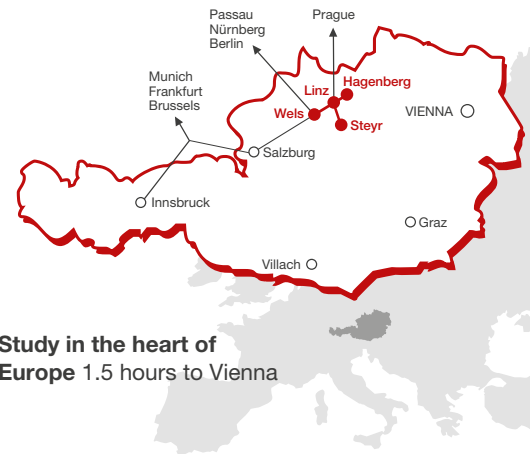 Passau
Nürnberg
Berlin
Prague
Munich
Frankfurt
Brussels
Linz
Hagenberg
Wels
Steyr
VIENNA
Salzburg
Innsbruck
Graz
Villach
Study in the heart of
Europe 1.5 hours to Vienna